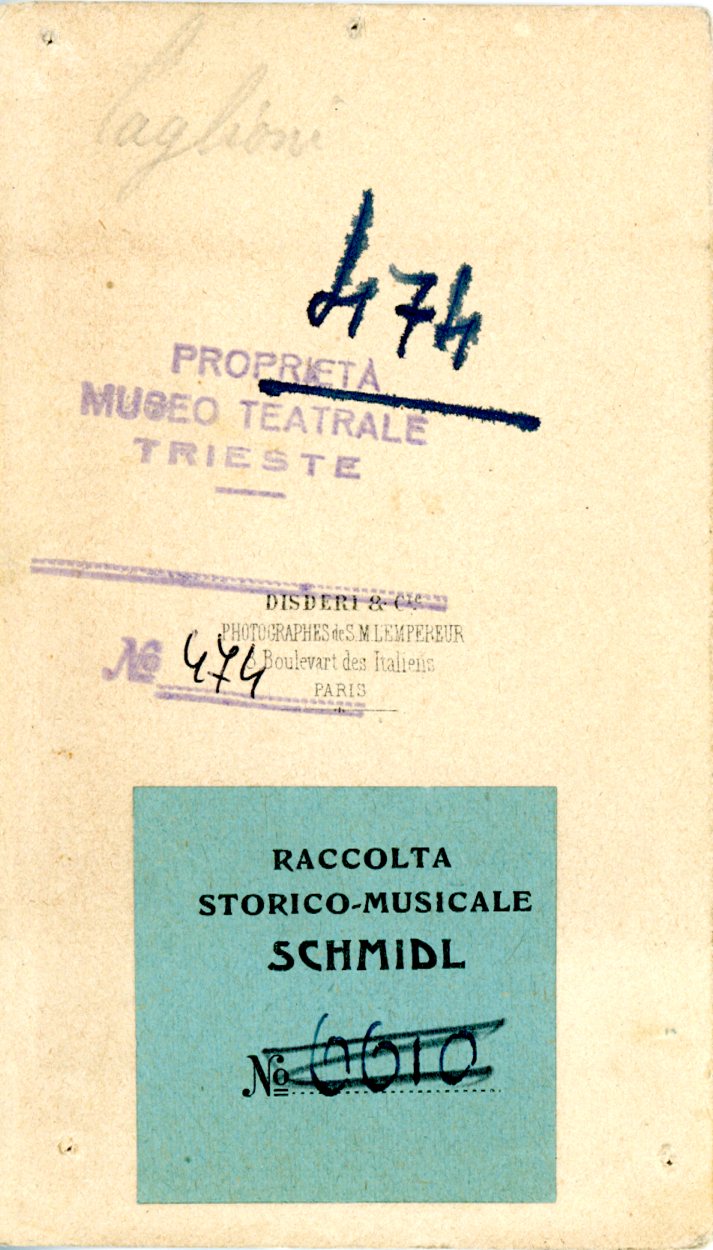 Taglioni
474
PROPRIETÀ
MUSEO TEATRALE
TRIESTE
DISDERI & Cie
PHOTOGRAPHES de S.M. L'EMPEREUR
8 Boulevart des Italiens
PARIS
No 474
RACCOLTA
STORICO-MUSICALE
SCHMIDL
No 6610